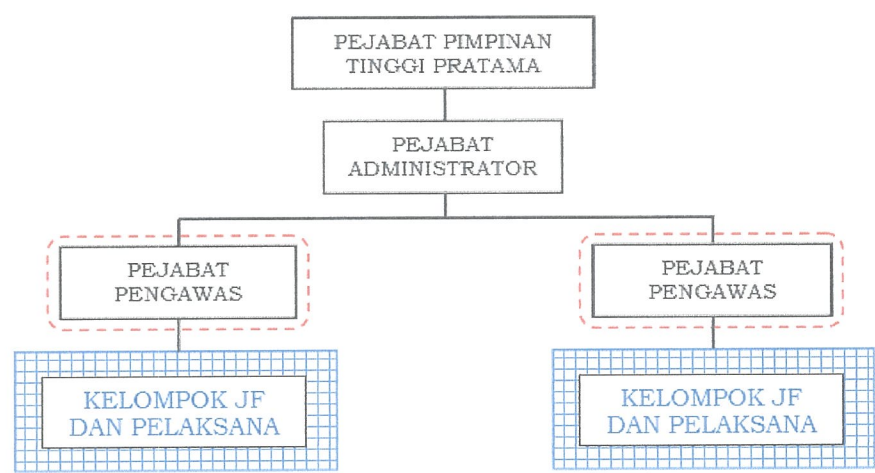 PEJABAT PIMPINAN
TINGGI PRATAMA
PEJABAT
ADMINISTRATOR
PEJABAT
PENGAWAS
PEJABAT
PENGAWAS
KELOMPOK JF
DAN PELAKSANA
KELOMPOK JF
DAN PELAKSANA